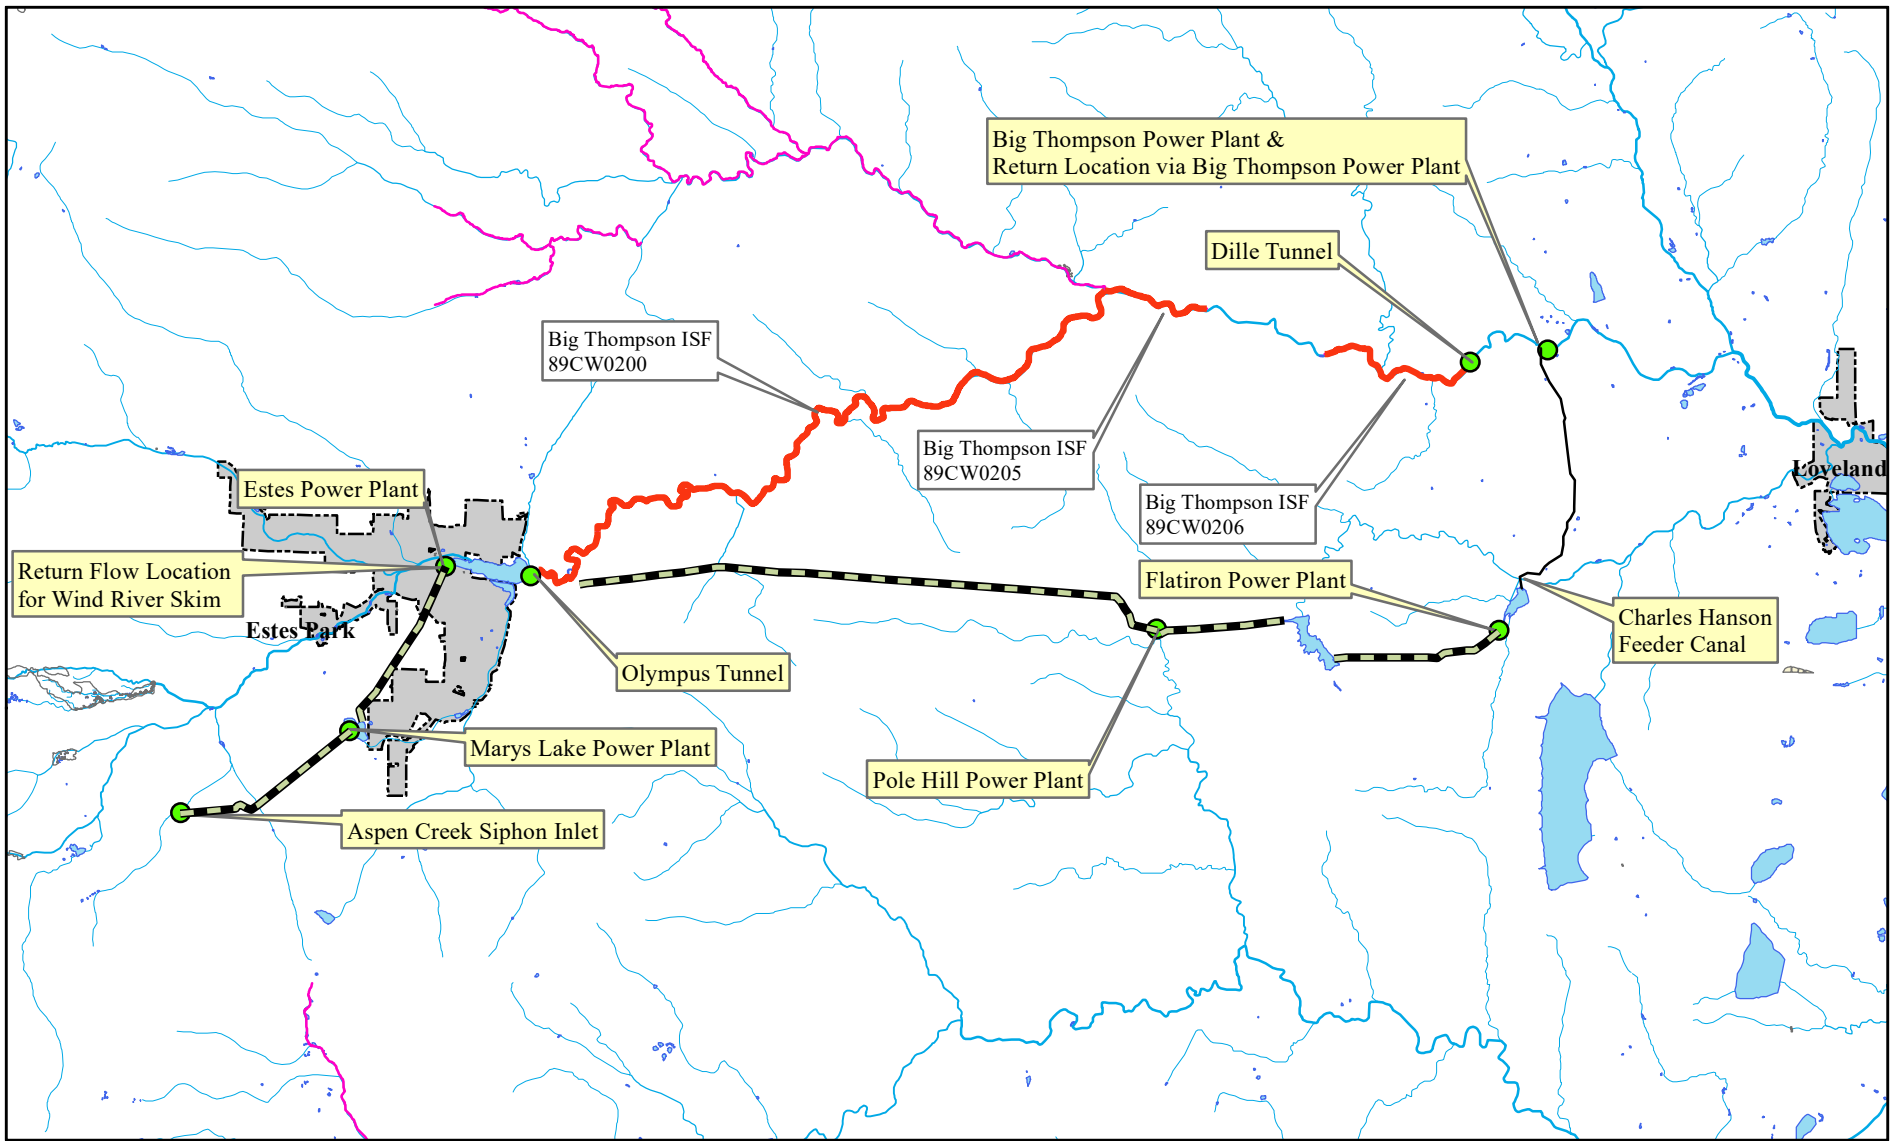 Big Thompson Power Plant &
Return Location via Big Thompson Power Plant
Dille Tunnel
Big Thompson ISF
89CW0200
Big Thompson ISF
89CW0205
Loveland
Estes Power Plant
Big Thompson ISF
89CW0206
Return Flow Location
for Wind River Skim
Flatiron Power Plant
Charles Hanson
Feeder Canal
Estes Park
Olympus Tunnel
Marys Lake Power Plant
Pole Hill Power Plant
Aspen Creek Siphon Inlet